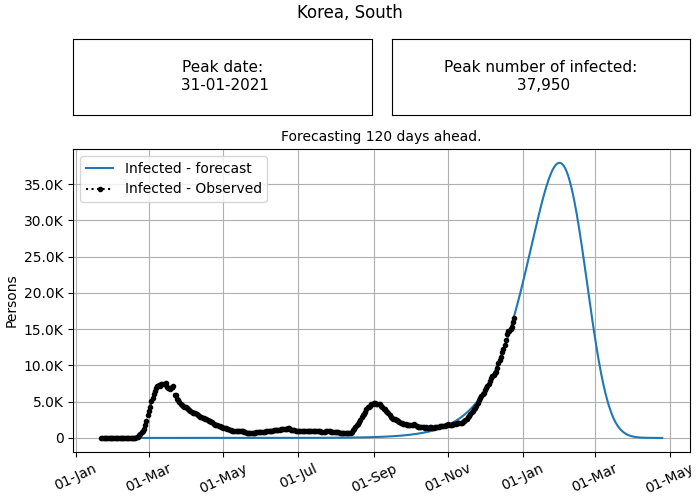 Korea, South
Peak date:
31-01-2021
Peak number of infected:
37,950
Forecasting 120 days ahead.
Infected - forecast
Infected - Observed
35.0K
30.0K
25.0K
20.0K
15.0K
10.0K
5.0K
0
Persons
01-Jan
01-Mar
01-May
01-Jul
01-Sep
01-Nov
01-Jan
01-Mar
01-May